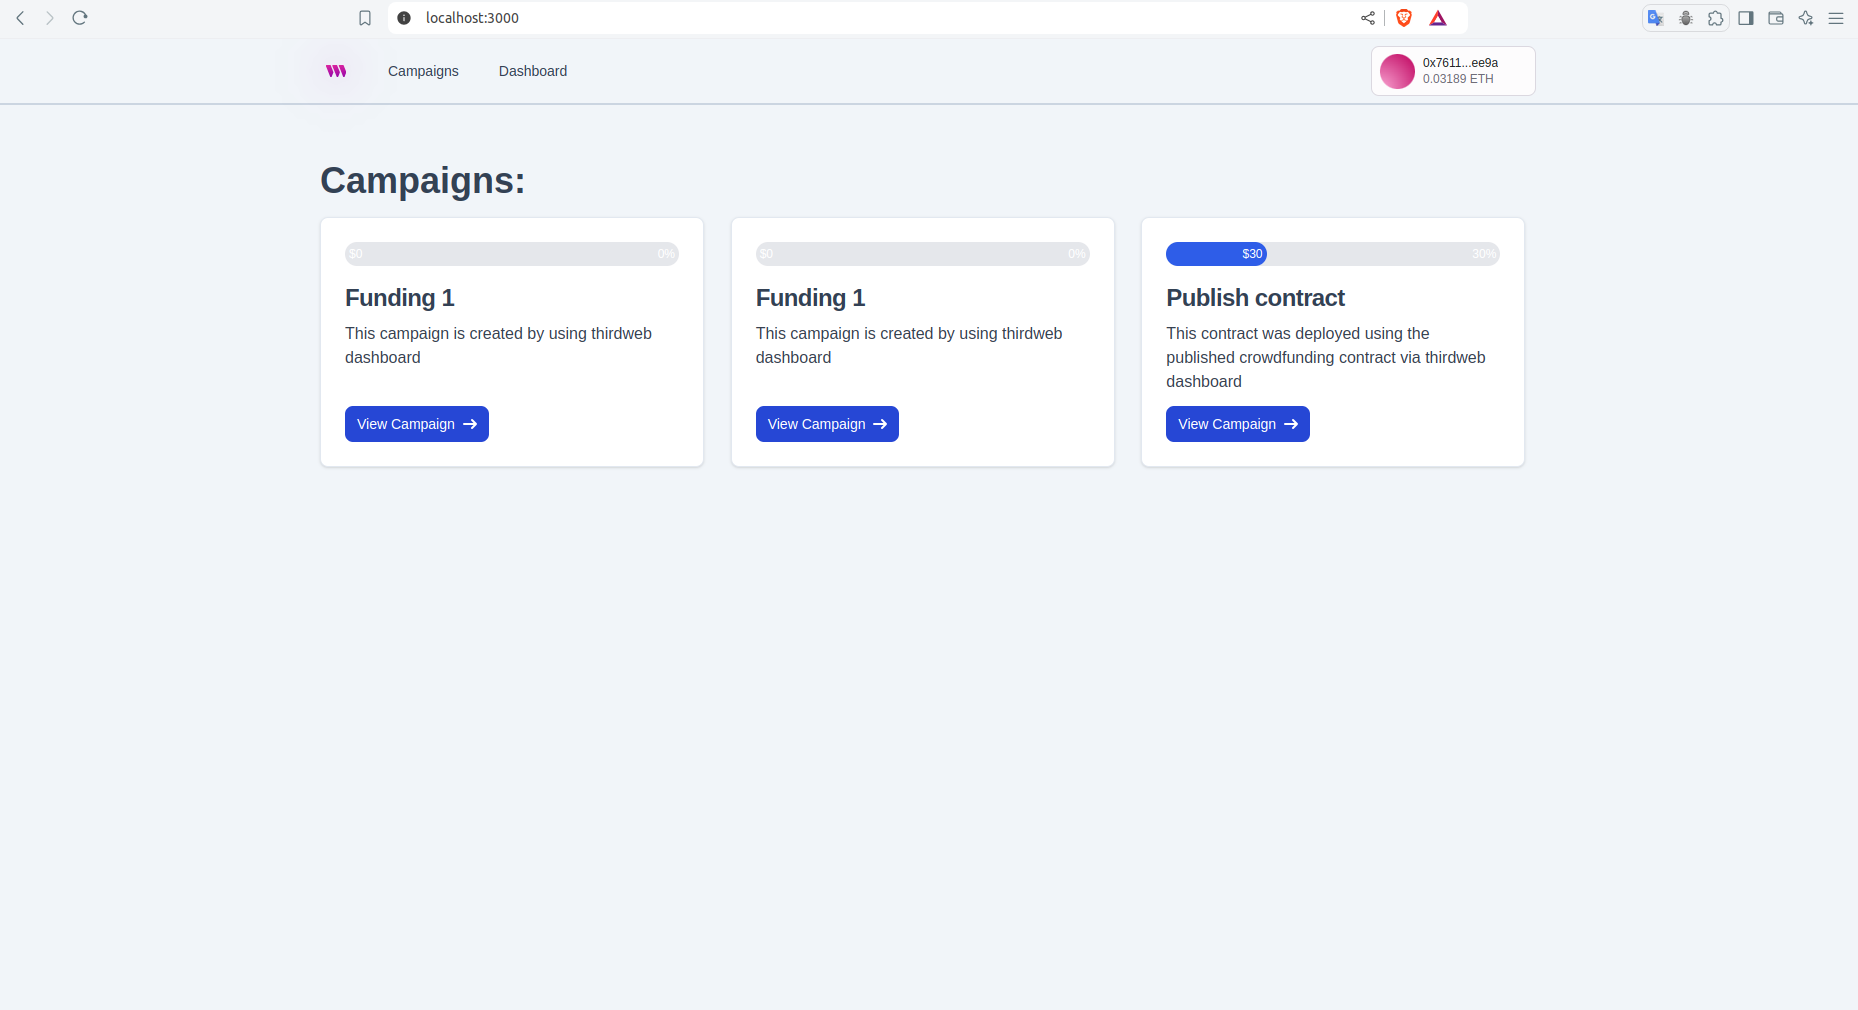 localhost:3000
Campaigns Dashboard
0x7611...ee9a
0.03189 ETH
Campaigns:
$0 0%
Funding 1
This campaign is created by using thirdweb
dashboard
View Campaign
$0 0%
Funding 1
This campaign is created by using thirdweb
dashboard
View Campaign
$30 30%
Publish contract
This contract was deployed using the
published crowdfunding contract via thirdweb
dashboard
View Campaign